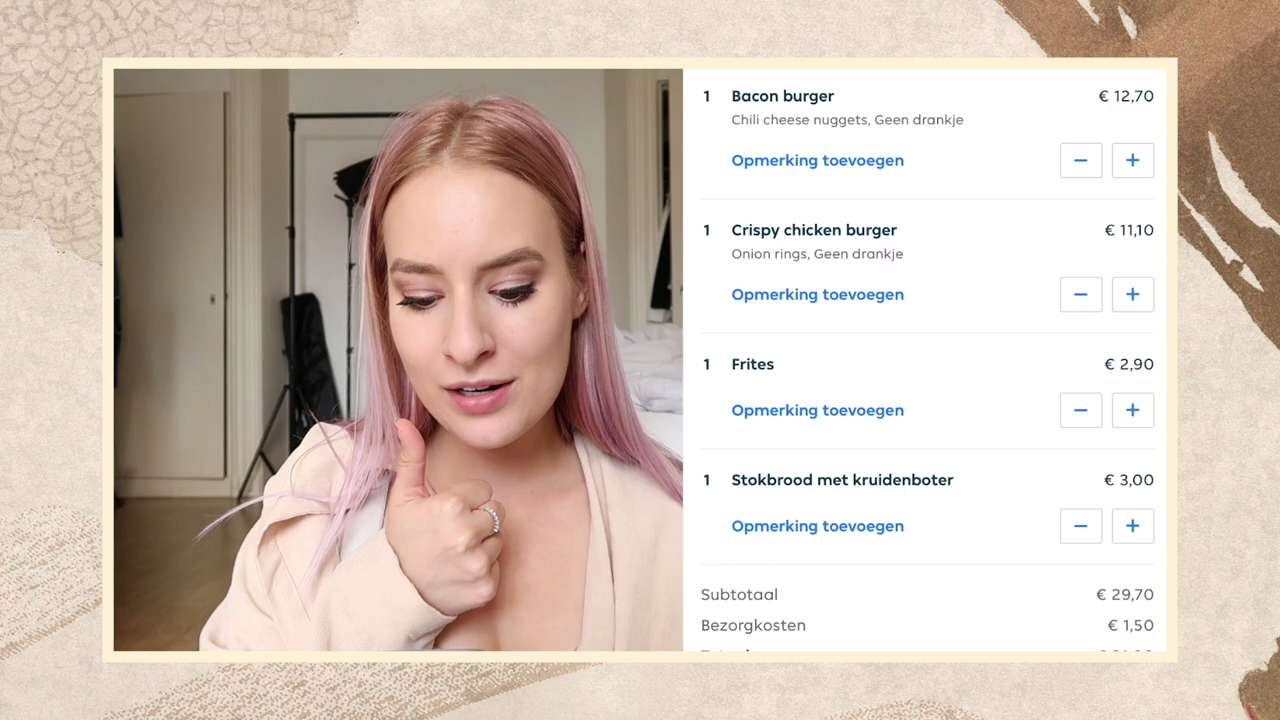 1 Bacon burger € 12,70
Chili cheese nuggets, Geen drankje
Opmerking toevoegen − +
1 Crispy chicken burger € 11,10
Onion rings, Geen drankje
Opmerking toevoegen − +
1 Frites € 2,90
Opmerking toevoegen − +
1 Stokbrood met kruidenboter € 3,00
Opmerking toevoegen − +
Subtotaal € 29,70
Bezorgkosten € 1,50